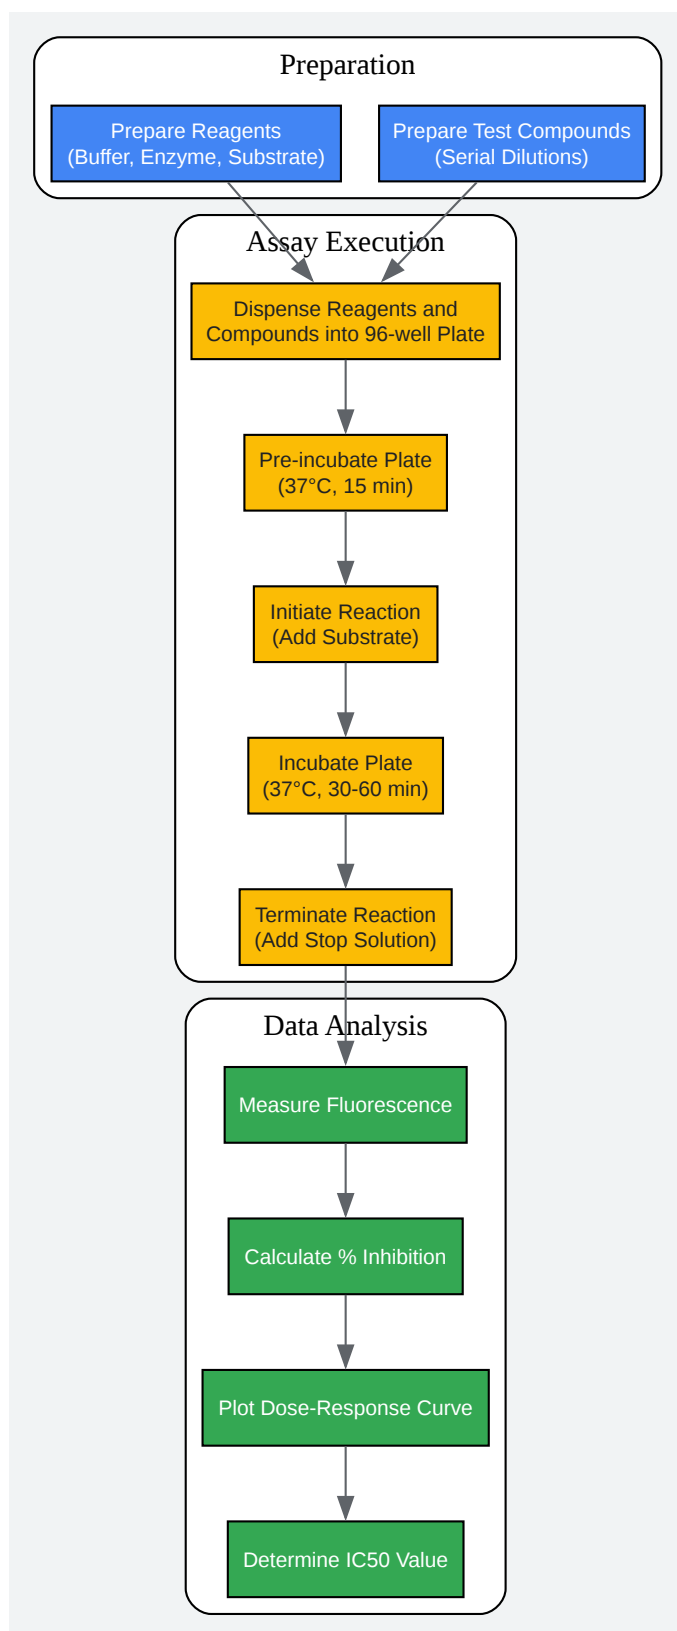 Preparation
Prepare Reagents
(Buffer, Enzyme, Substrate)
Prepare Test Compounds
(Serial Dilutions)
Assay Execution
Dispense Reagents and
Compounds into 96-well Plate
Pre-incubate Plate
(37°C, 15 min)
Initiate Reaction
(Add Substrate)
Incubate Plate
(37°C, 30-60 min)
Terminate Reaction
(Add Stop Solution)
Data Analysis
Measure Fluorescence
Calculate % Inhibition
Plot Dose-Response Curve
Determine IC50 Value